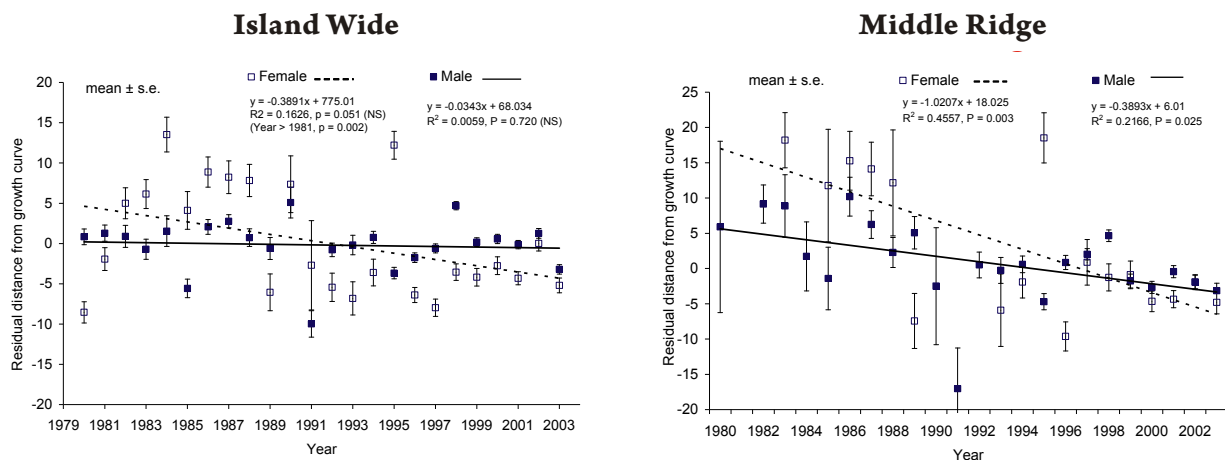 Island Wide
mean ± s.e.
Female
Male
y = -0.3891x + 775.01
R2 = 0.1626, p = 0.051 (NS)
(Year > 1981, p = 0.002)
y = -0.0343x + 68.034
R² = 0.0059, P = 0.720 (NS)
Residual distance from growth curve
20
15
10
5
0
-5
-10
-15
-20
1979 1981 1983 1985 1987 1989 1991 1993 1995 1997 1999 2001 2003
Year
Middle Ridge
mean ± s.e.
Female
Male
y = -1.0207x + 18.025
R² = 0.4557, P = 0.003
y = -0.3893x + 6.01
R² = 0.2166, P = 0.025
Residual distance from growth curve
25
20
15
10
5
0
-5
-10
-15
-20
1980 1982 1984 1986 1988 1990 1992 1994 1996 1998 2000 2002
Year